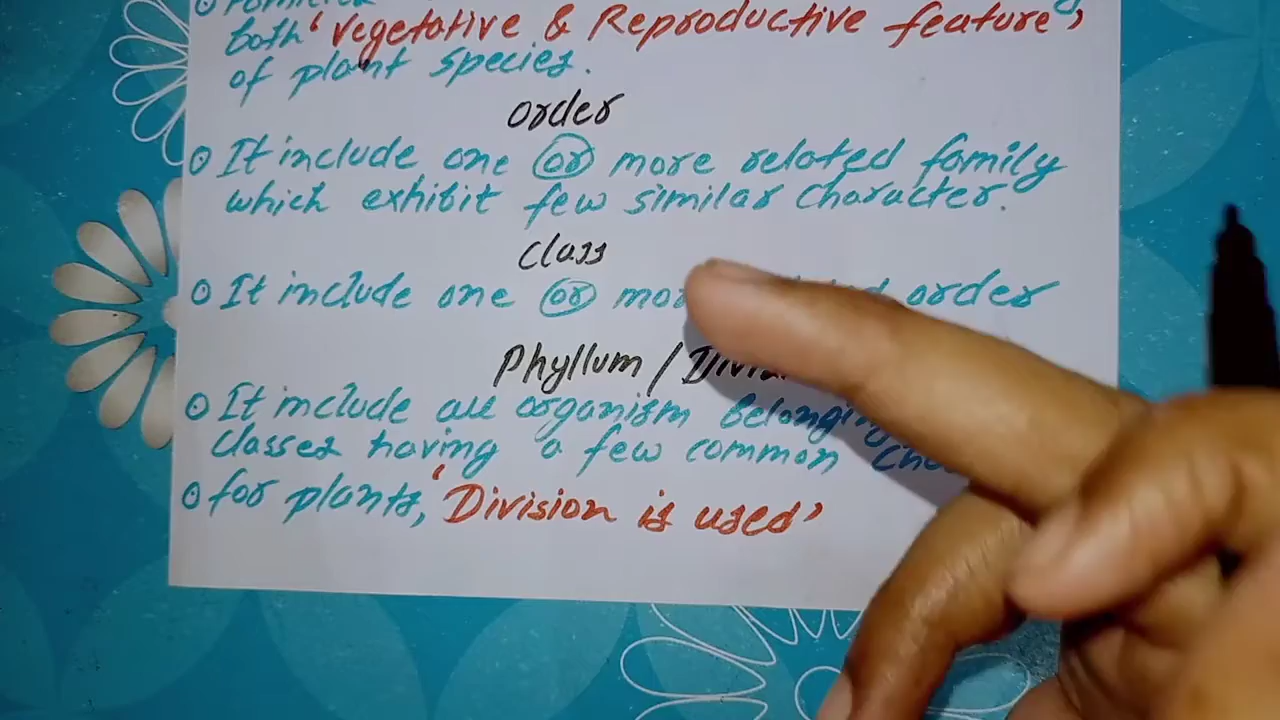 both 'Vegetative & Reproductive feature'
of plant species.
Order
It include one or more related family
which exhibit few similar character.
Class
It include one or order
Phyllum /
It include all organism Belonging
classes having a few common
for plants, 'Division is used'